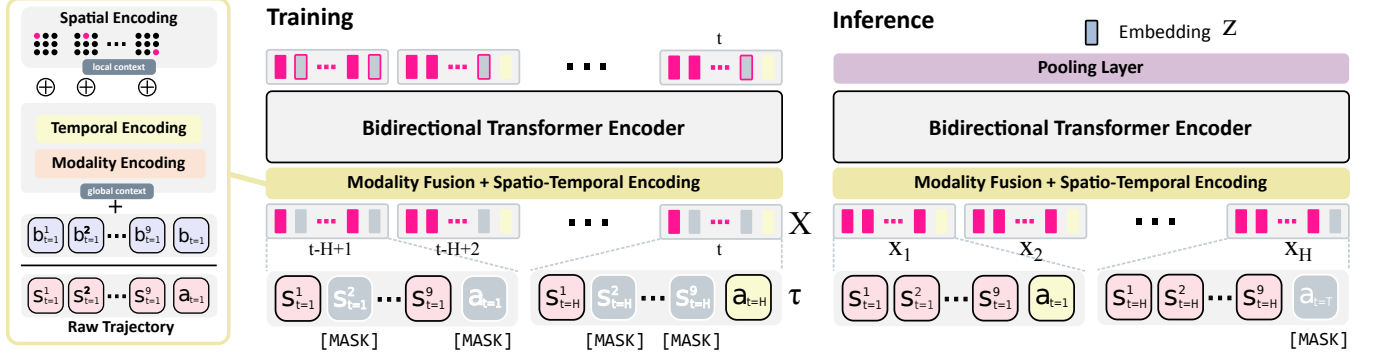 Spatial Encoding
...
local context
⊕ ⊕ ⊕
Temporal Encoding
Modality Encoding
global context
+
b¹ₜ₌₁ b²ₜ₌₁ ... b⁹ₜ₌₁ bₜ₌₁
s¹ₜ₌₁ s²ₜ₌₁ ... s⁹ₜ₌₁ aₜ₌₁
Raw Trajectory
Training
t
... ... ... ...
Bidirectional Transformer Encoder
Modality Fusion + Spatio-Temporal Encoding
... ... ... ... X
t-H+1 t-H+2 t
s¹ₜ₌₁ s²ₜ₌₁ ... s⁹ₜ₌₁ aₜ₌₁ s¹ₜ₌H s²ₜ₌H ... s⁹ₜ₌H aₜ₌H τ
[MASK] [MASK] [MASK] [MASK]
Inference
Embedding Z
Pooling Layer
Bidirectional Transformer Encoder
Modality Fusion + Spatio-Temporal Encoding
... ... ... ...
X₁ X₂ X_H
s¹ₜ₌₁ s²ₜ₌₁ ... s⁹ₜ₌₁ aₜ₌₁ s¹ₜ₌H s²ₜ₌H ... s⁹ₜ₌H aₜ₌T
[MASK]